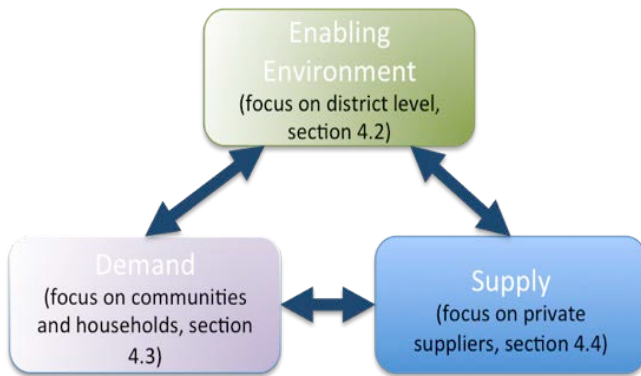 Enabling
Environment
(focus on district level,
section 4.2)
Demand
(focus on communities
and households, section
4.3)
Supply
(focus on private
suppliers, section 4.4)